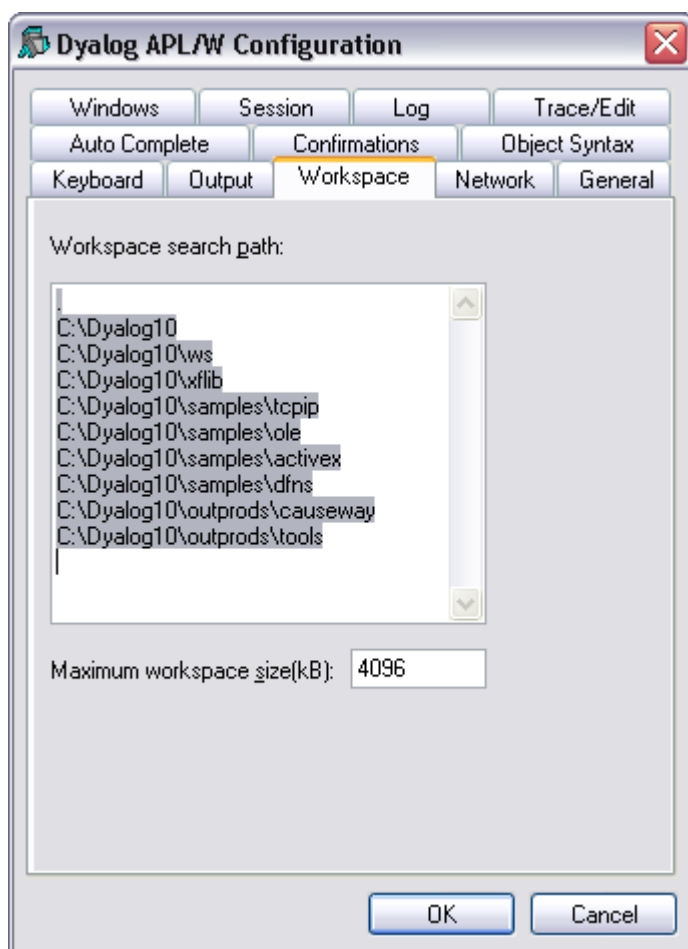 Dyalog APL/W Configuration
Windows Session Log Trace/Edit
Auto Complete Confirmations Object Syntax
Keyboard Output Workspace Network General
Workspace search path:
.
C:\Dyalog10
C:\Dyalog10\ws
C:\Dyalog10\xflib
C:\Dyalog10\samples\tcpip
C:\Dyalog10\samples\ole
C:\Dyalog10\samples\activex
C:\Dyalog10\samples\dfns
C:\Dyalog10\outprods\causeway
C:\Dyalog10\outprods\tools
Maximum workspace size(kB): 4096
OK Cancel